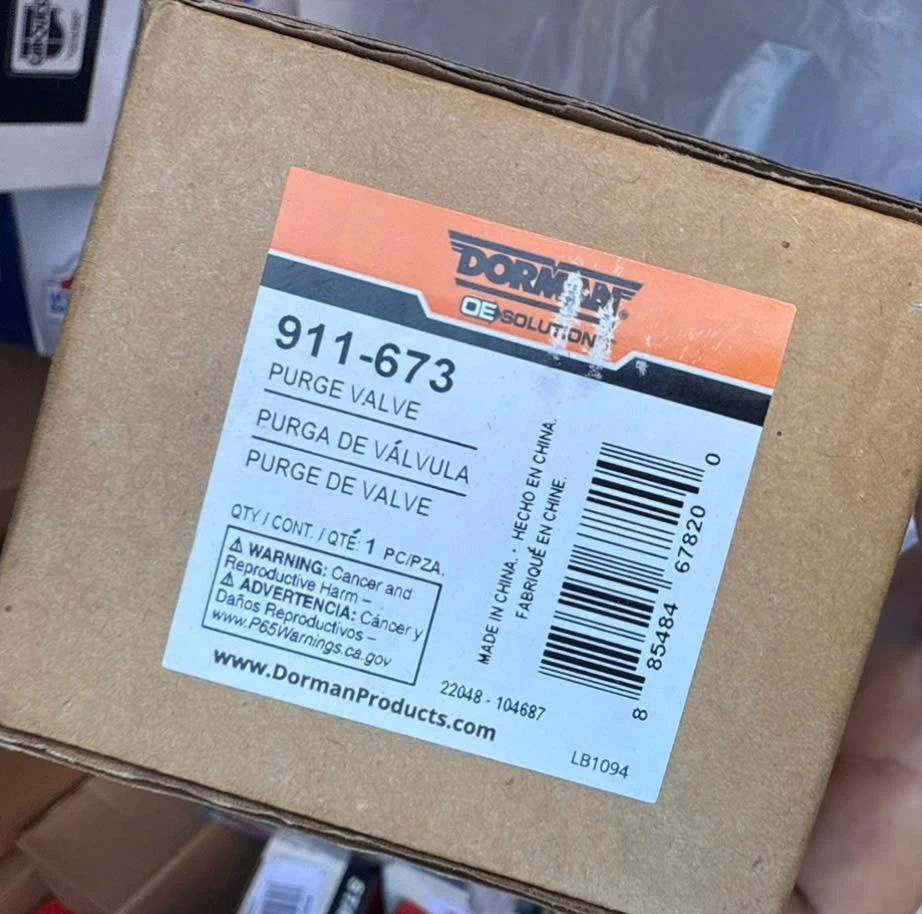 DORMAN®
OE SOLUTIONS
911-673
PURGE VALVE
PURGA DE VÁLVULA
PURGE DE VALVE
QTY / CONT. / QTÉ: 1 PC/PZA.
⚠ WARNING: Cancer and
Reproductive Harm –
⚠ ADVERTENCIA: Cáncer y
Daños Reproductivos –
www.P65Warnings.ca.gov
www.DormanProducts.com
MADE IN CHINA. · HECHO EN CHINA.
FABRIQUÉ EN CHINE.
8 85484 67820 0
22048 - 104687
LB1094